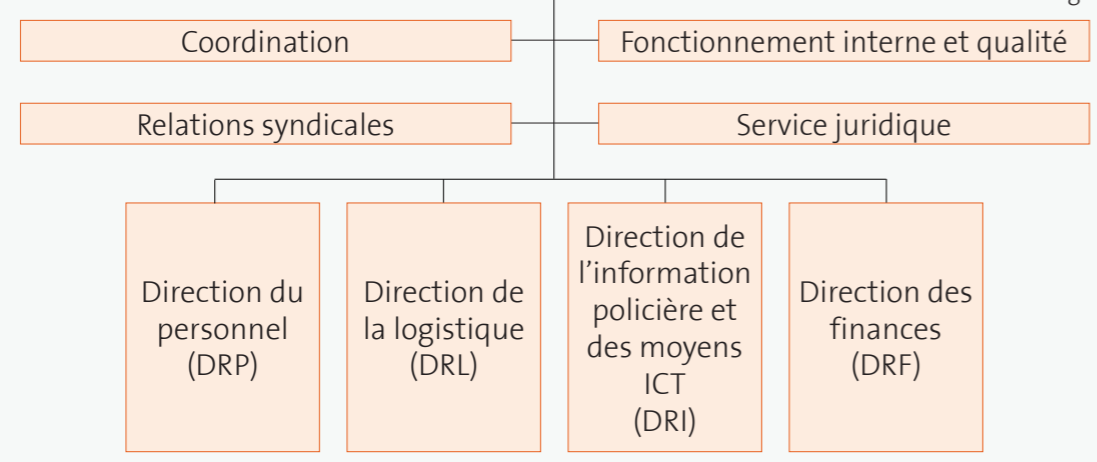 Coordination
Fonctionnement interne et qualité
Relations syndicales
Service juridique
Direction du
personnel
(DRP)
Direction de
la logistique
(DRL)
Direction de
l’information
policière et
des moyens
ICT
(DRI)
Direction des
finances
(DRF)